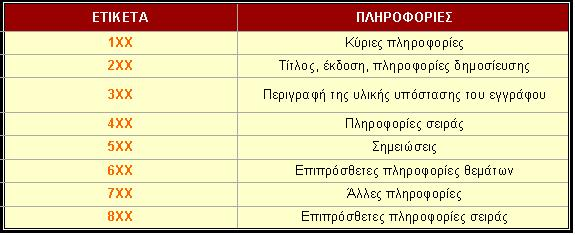 ΕΤΙΚΕΤΑ ΠΛΗΡΟΦΟΡΙΕΣ
1XX Κύριες πληροφορίες
2XX Τίτλος, έκδοση, πληροφορίες δημοσίευσης
3XX Περιγραφή της υλικής υπόστασης του εγγράφου
4XX Πληροφορίες σειράς
5XX Σημειώσεις
6XX Επιπρόσθετες πληροφορίες θεμάτων
7XX Άλλες πληροφορίες
8XX Επιπρόσθετες πληροφορίες σειράς